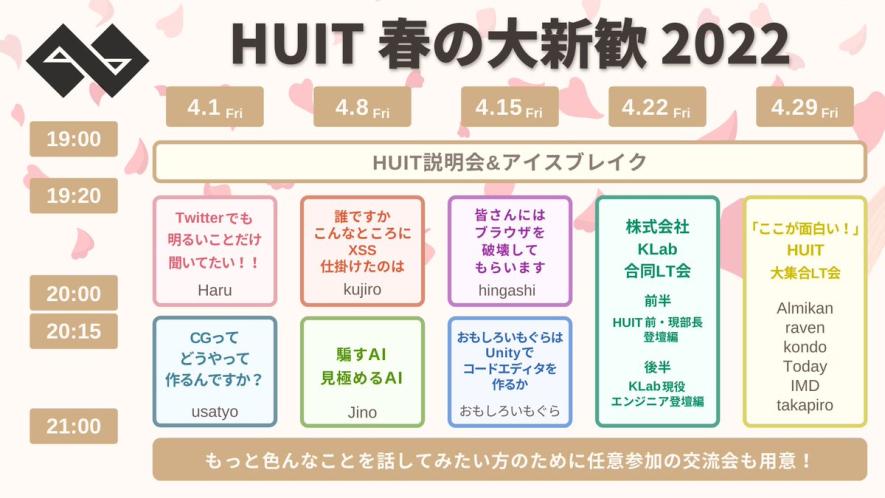 HUIT 春の大新歓 2022
4.1 Fri
4.8 Fri
4.15 Fri
4.22 Fri
4.29 Fri
19:00
HUIT説明会&アイスブレイク
19:20
Twitterでも
明るいことだけ
聞いてたい！！
Haru
誰ですか
こんなところに
XSS
仕掛けたのは
kujiro
皆さんには
ブラウザを
破壊して
もらいます
hingashi
株式会社
KLab
合同LT会
前半
HUIT前・現部長
登壇編
後半
KLab現役
エンジニア登壇編
「ここが面白い！」
HUIT
大集合LT会
Almikan
raven
kondo
Today
IMD
takapiro
20:00
20:15
CGって
どうやって
作るんですか？
usatyo
騙すAI
見極めるAI
Jino
おもしろいもぐらは
Unityで
コードエディタを
作るか
おもしろいもぐら
21:00
もっと色んなことを話してみたい方のために任意参加の交流会も用意！